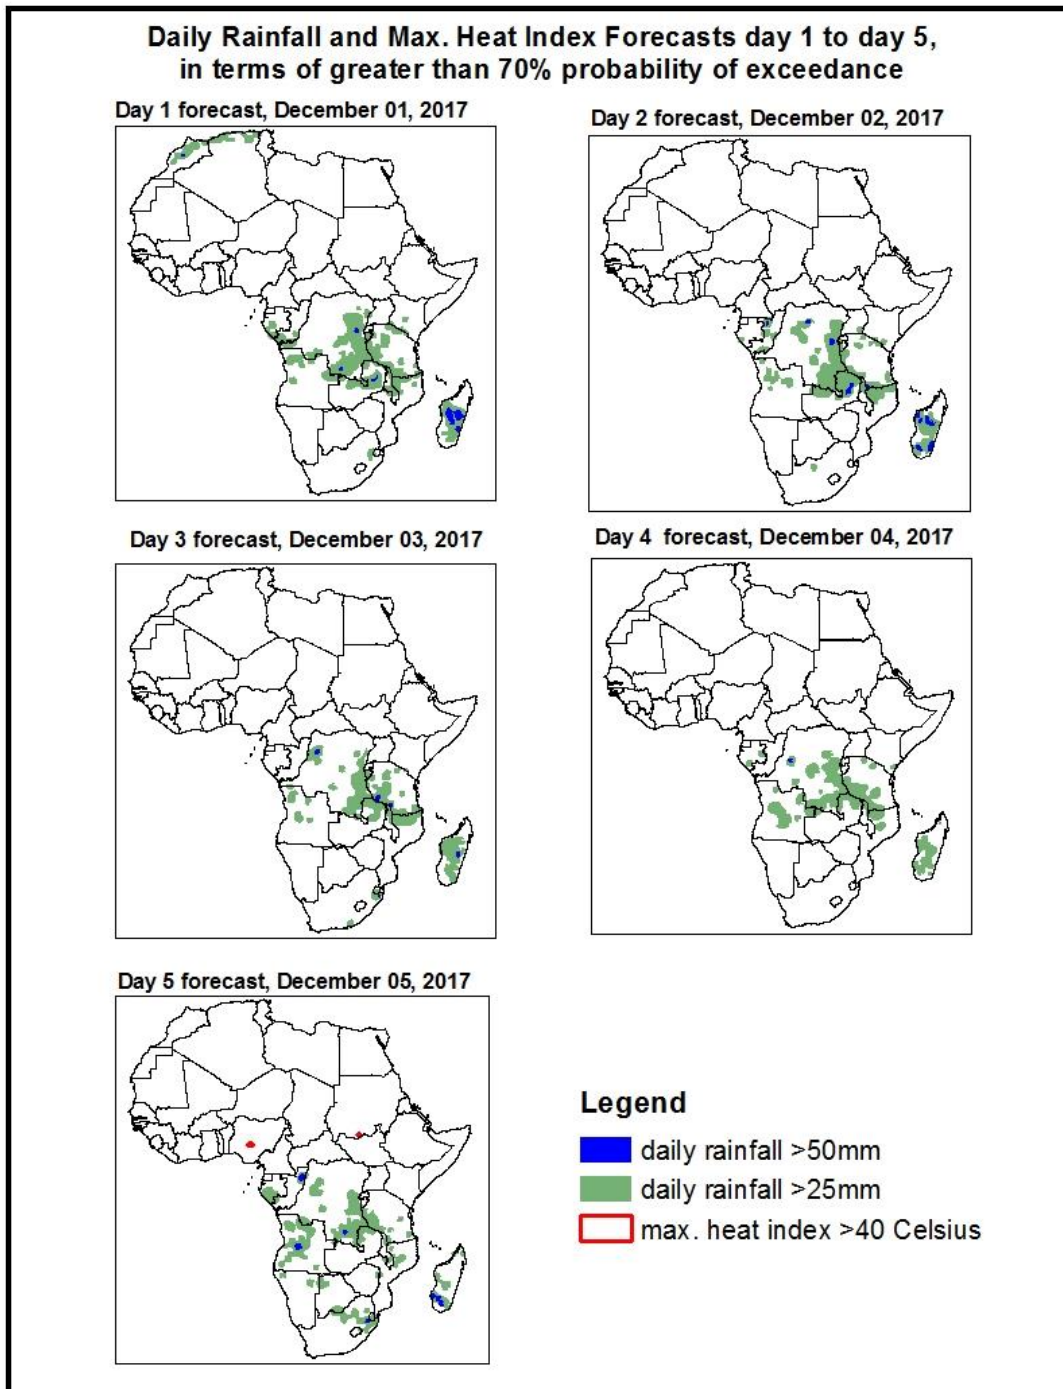 Daily Rainfall and Max. Heat Index Forecasts day 1 to day 5,
in terms of greater than 70% probability of exceedance
Day 1 forecast, December 01, 2017
Day 2 forecast, December 02, 2017
Day 3 forecast, December 03, 2017
Day 4 forecast, December 04, 2017
Day 5 forecast, December 05, 2017
Legend
daily rainfall >50mm
daily rainfall >25mm
max. heat index >40 Celsius